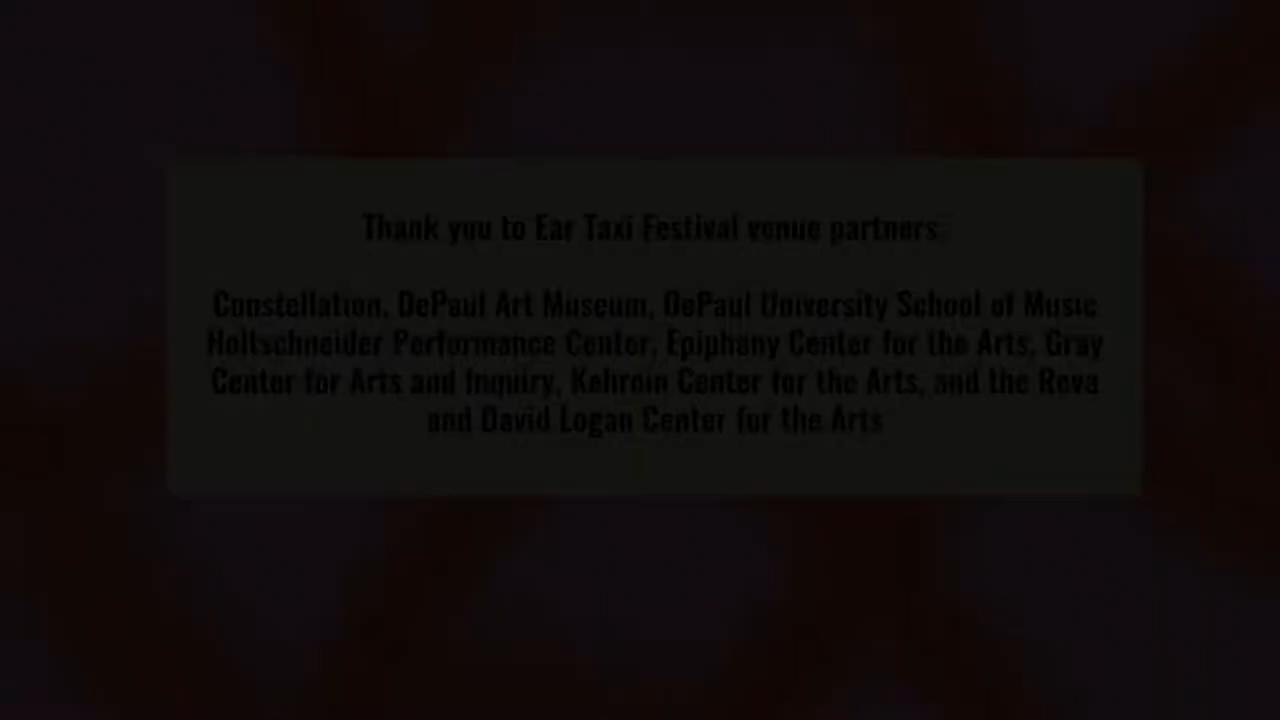 Thank you to Ear Taxi Festival venue partners:
Constellation, DePaul Art Museum, DePaul University School of Music
Holtschneider Performance Center, Epiphany Center for the Arts, Gray
Center for Arts and Inquiry, Kehrein Center for the Arts, and the Reva
and David Logan Center for the Arts